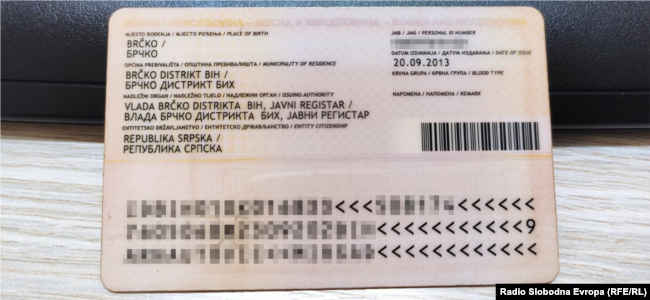 BOSNA I HERCEGOVINA – БОСНА И ХЕРЦЕГОВИНА – BOSNIA AND HERZEGOVINA
MJESTO ROĐENJA / МЈЕСТО РОЂЕЊА / PLACE OF BIRTH
BRČKO /
БРЧКО
OPĆINA PREBIVALIŠTA / ОПШТИНА ПРЕБИВАЛИШТА / MUNICIPALITY OF RESIDENCE
BRČKO DISTRIKT BIH /
БРЧКО ДИСТРИКТ БИХ
NADLEŽNI ORGAN / НАДЛЕЖНИ ОРГАН / ISSUING AUTHORITY
VLADA BRČKO DISTRIKTA BIH, JAVNI REGISTAR /
ВЛАДА БРЧКО ДИСТРИКТА БИХ, ЈАВНИ РЕГИСТАР
ENTITETSKO DRŽAVLJANSTVO / ЕНТИТЕТСКО ДРЖАВЉАНСТВО / ENTITY CITIZENSHIP
REPUBLIKA SRPSKA /
РЕПУБЛИКА СРПСКА
JMB / ЈМБ / PERSONAL ID NUMBER
DATUM IZDAVANJA / ДАТУМ ИЗДАВАЊА / DATE OF ISSUE
20.09.2013
KRVNA GRUPA / КРВНА ГРУПА / BLOOD TYPE
NAPOMENA / НАПОМЕНА / REMARK
<<< <<<<<<
<<<<<<<<<<<9
<<<<<<<<<<<<<
Radio Slobodna Evropa (RFE/RL)